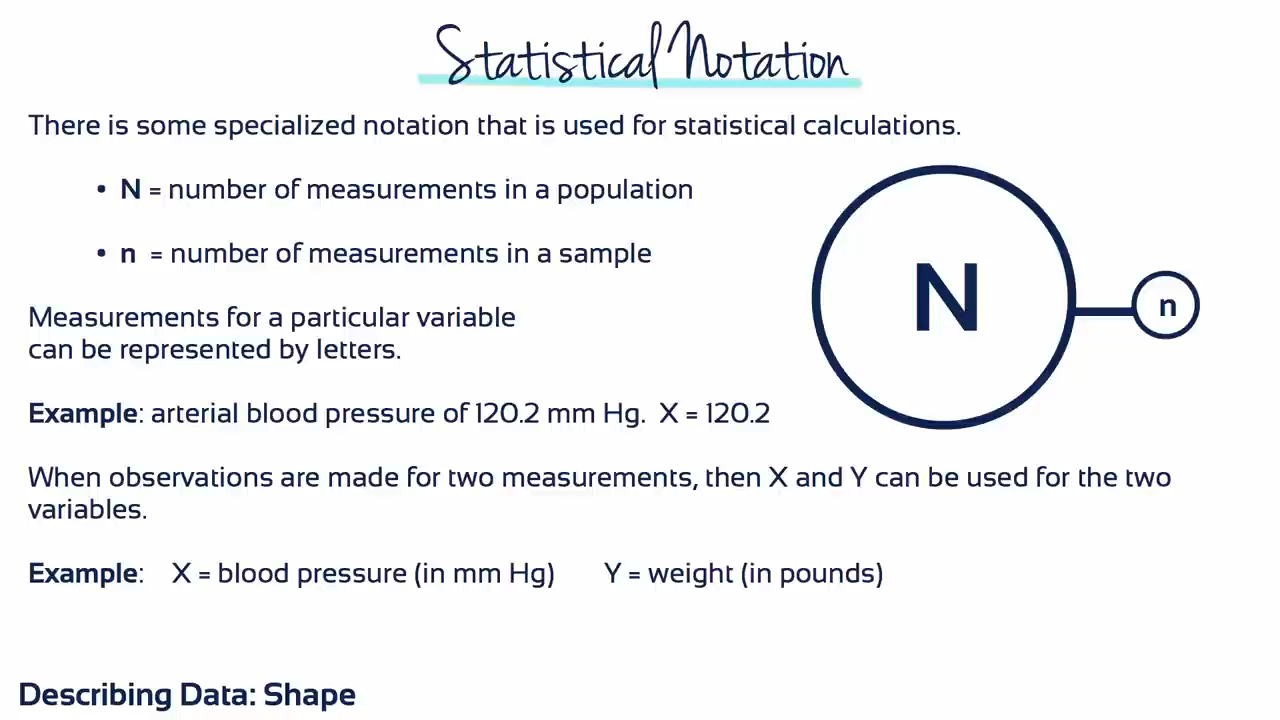 Statistical Notation
There is some specialized notation that is used for statistical calculations.
• N = number of measurements in a population
• n = number of measurements in a sample
Measurements for a particular variable
can be represented by letters.
Example: arterial blood pressure of 120.2 mm Hg. X = 120.2
N
n
When observations are made for two measurements, then X and Y can be used for the two
variables.
Example: X = blood pressure (in mm Hg) Y = weight (in pounds)
Describing Data: Shape